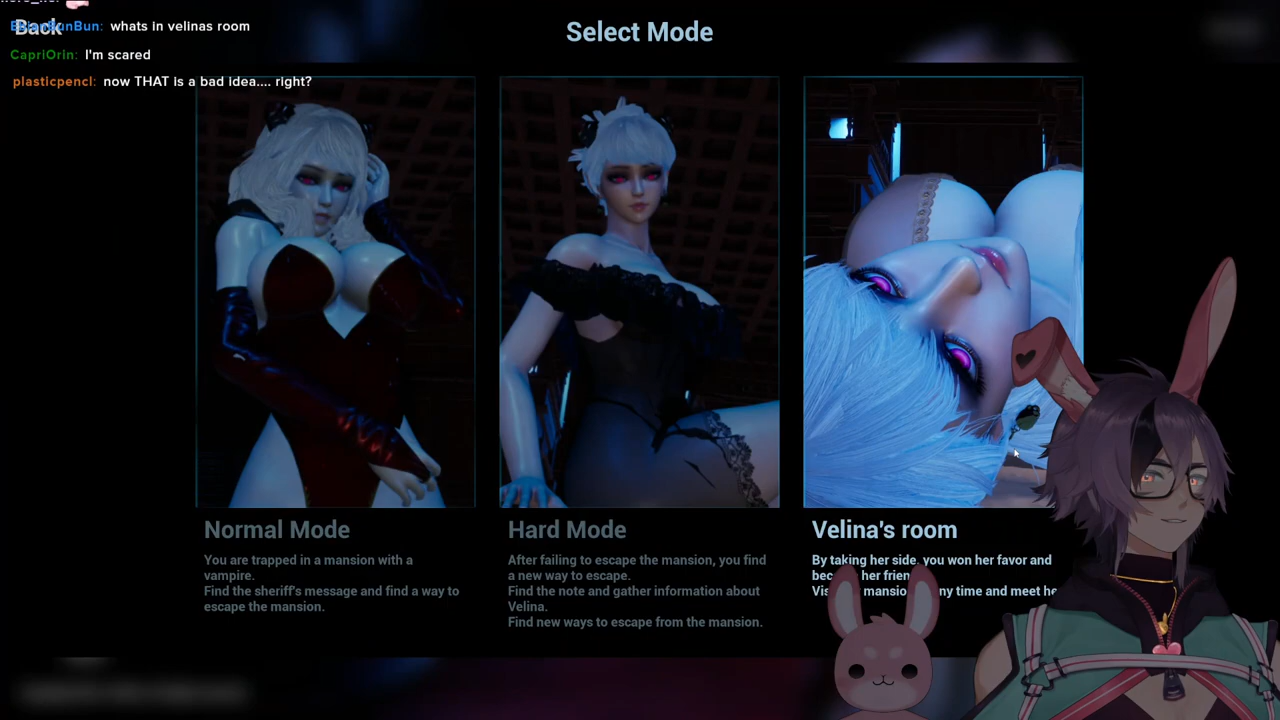 Back
Select Mode
BunBun: whats in velinas room
CapriOrin: I'm scared
plasticpencl: now THAT is a bad idea.... right?
Normal Mode
You are trapped in a mansion with a
vampire.
Find the sheriff's message and find a way to
escape the mansion.
Hard Mode
After failing to escape the mansion, you find
a new way to escape.
Find the note and gather information about
Velina.
Find new ways to escape from the mansion.
Velina's room
By taking her side, you won her favor and
her
mansio ny time and meet he